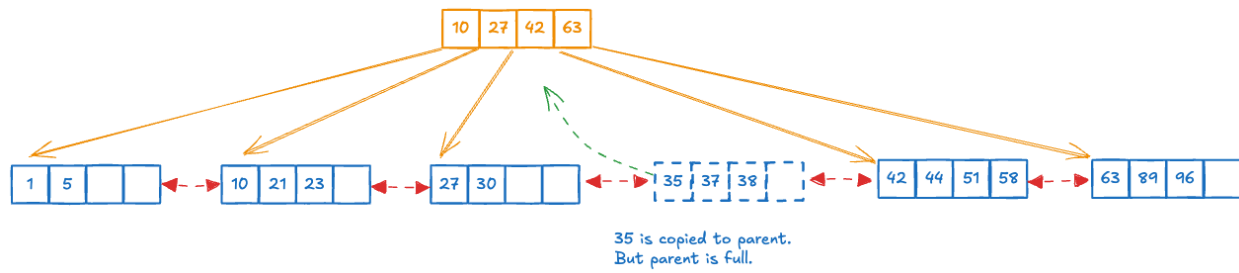 10 27 42 63
1 5
10 21 23
27 30
35 37 38
42 44 51 58
63 89 96
35 is copied to parent.
But parent is full.